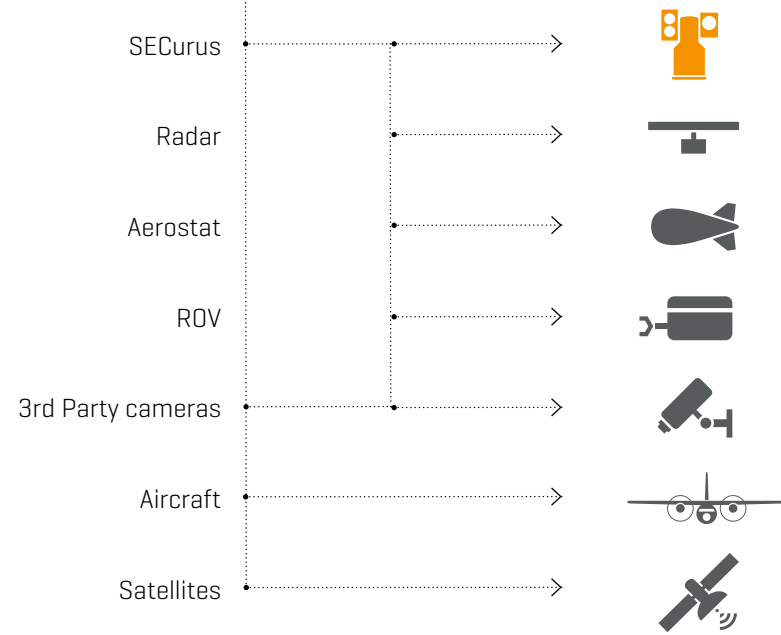 SECurus
Radar
Aerostat
ROV
3rd Party cameras
Aircraft
Satellites